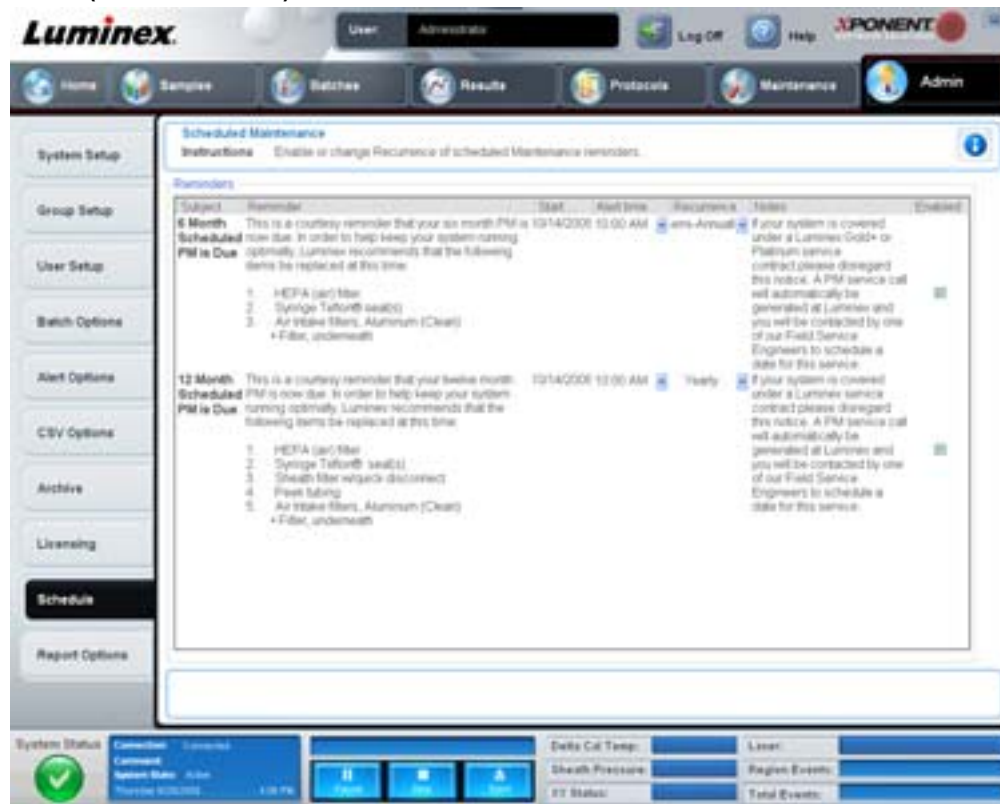 Luminex.
User: Administrator
Log Off
Help
XPONENT
Home
Samples
Batches
Results
Protocols
Maintenance
Admin
System Setup
Group Setup
User Setup
Batch Options
Alert Options
CSV Options
Archive
Licensing
Schedule
Report Options
Scheduled Maintenance
Instructions Enable or change Recurrence of scheduled Maintenance reminders.
Reminders
Subject Reminder Start Alert time Recurrence Notes Enabled
6 Month Scheduled PM is Due
This is a courtesy reminder that your six month PM is
now due. In order to help keep your system running
optimally, Luminex recommends that the following
items be replaced at this time:
1. HEPA (air) filter
2. Syringe Teflon® seal(s)
3. Air intake filters, Aluminum (Clean)
• Filter, underneath
10:00 AM
emi-Annual
If your system is covered
under a Luminex Gold+ or
Platinum service
contract please disregard
this notice. A PM service call
will automatically be
generated at Luminex and
you will be contacted by one
of our Field Service
Engineers to schedule a
date for this service.
12 Month Scheduled PM is Due
This is a courtesy reminder that your twelve month
PM is now due. In order to help keep your system
running optimally, Luminex recommends that the
following items be replaced at this time:
1. HEPA (air) filter
2. Syringe Teflon® seal(s)
3. Sheath filter w/quick disconnect
4. Peek tubing
5. Air intake filters, Aluminum (Clean)
• Filter, underneath
10:00 AM
Yearly
If your system is covered
under a Luminex service
contract please disregard
this notice. A PM service call
will automatically be
generated at Luminex and
you will be contacted by one
of our Field Service
Engineers to schedule a
date for this service.
System Status
Connection: Connected
Command:
System State: Active
Thursday
Delta Cal Temp:
Sheath Pressure:
XY Status:
Laser:
Region Events:
Total Events: